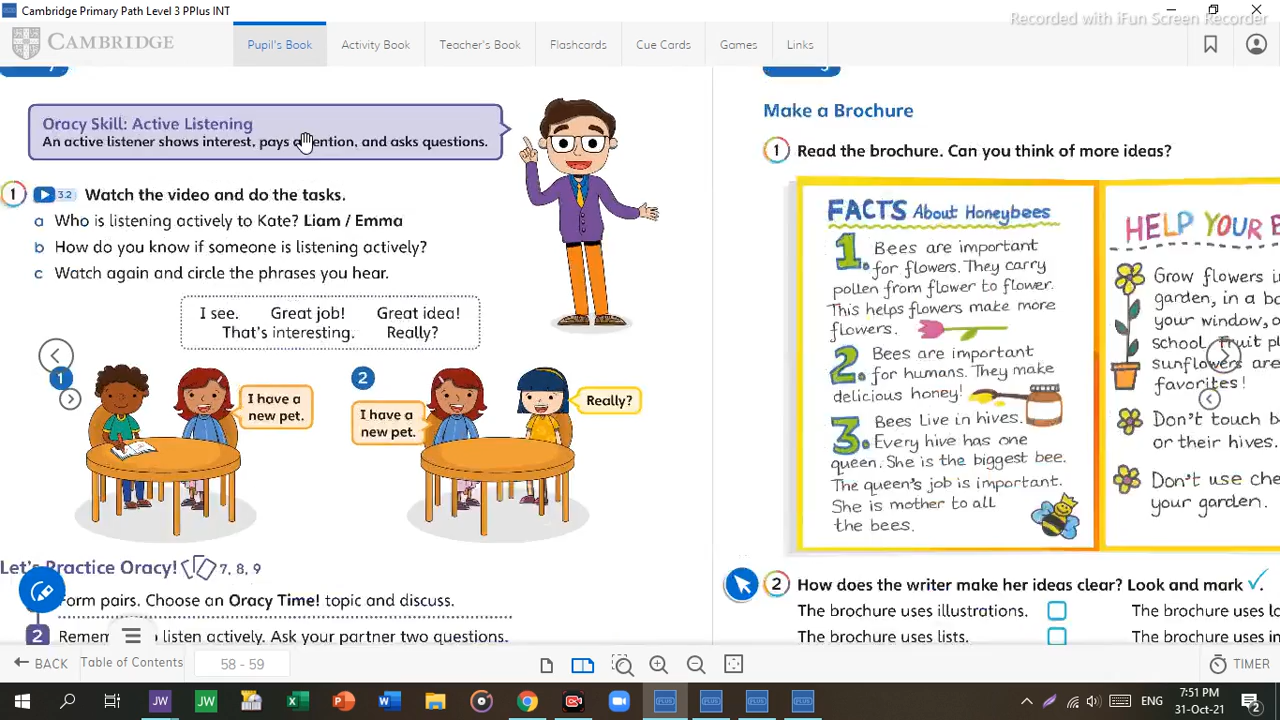 Cambridge Primary Path Level 3 PPlus INT
Recorded with iFun Screen Recorder
CAMBRIDGE
Pupil's Book
Activity Book
Teacher's Book
Flashcards
Cue Cards
Games
Links
Oracy Skill: Active Listening
An active listener shows interest, pays attention, and asks questions.
1 3.2 Watch the video and do the tasks.
a Who is listening actively to Kate? Liam / Emma
b How do you know if someone is listening actively?
c Watch again and circle the phrases you hear.
I see. Great job! Great idea!
That's interesting. Really?
1
I have a
new pet.
2
I have a
new pet.
Really?
Let's Practice Oracy! 7, 8, 9
Form pairs. Choose an Oracy Time! topic and discuss.
2 Remem o listen actively. Ask your partner two questions.
Make a Brochure
1 Read the brochure. Can you think of more ideas?
FACTS About Honeybees
1. Bees are important
for flowers. They carry
pollen from flower to flower.
This helps flowers make more
flowers.
2. Bees are important
for humans. They make
delicious honey!
3. Bees Live in hives.
Every hive has one
queen. She is the biggest bee.
The queen's job is important.
She is mother to all
the bees.
HELP YOUR B
Grow flowers i
garden, in a bo
your window, o
school. Fruit pl
sunflowers are
favorites!
Don't touch b
or their hives.
Don't use che
your garden.
2 How does the writer make her ideas clear? Look and mark ✓
The brochure uses illustrations.
The brochure uses lo
The brochure uses lists.
The brochure uses i
BACK
Table of Contents
58 - 59
TIMER
JW
JW
ENG
7:51 PM
31-Oct-21
2